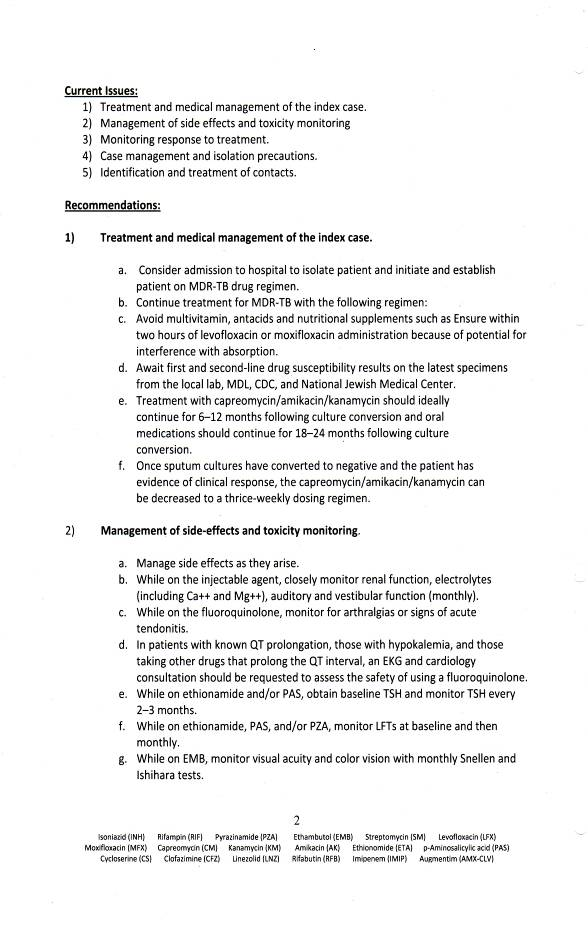 Current Issues:
1) Treatment and medical management of the index case.
2) Management of side effects and toxicity monitoring
3) Monitoring response to treatment.
4) Case management and isolation precautions.
5) Identification and treatment of contacts.
Recommendations:
1) Treatment and medical management of the index case.
a. Consider admission to hospital to isolate patient and initiate and establish
patient on MDR-TB drug regimen.
b. Continue treatment for MDR-TB with the following regimen:
c. Avoid multivitamin, antacids and nutritional supplements such as Ensure within
two hours of levofloxacin or moxifloxacin administration because of potential for
interference with absorption.
d. Await first and second-line drug susceptibility results on the latest specimens
from the local lab, MDL, CDC, and National Jewish Medical Center.
e. Treatment with capreomycin/amikacin/kanamycin should ideally
continue for 6–12 months following culture conversion and oral
medications should continue for 18–24 months following culture
conversion.
f. Once sputum cultures have converted to negative and the patient has
evidence of clinical response, the capreomycin/amikacin/kanamycin can
be decreased to a thrice-weekly dosing regimen.
2) Management of side-effects and toxicity monitoring.
a. Manage side effects as they arise.
b. While on the injectable agent, closely monitor renal function, electrolytes
(including Ca++ and Mg++), auditory and vestibular function (monthly).
c. While on the fluoroquinolone, monitor for arthralgias or signs of acute
tendonitis.
d. In patients with known QT prolongation, those with hypokalemia, and those
taking other drugs that prolong the QT interval, an EKG and cardiology
consultation should be requested to assess the safety of using a fluoroquinolone.
e. While on ethionamide and/or PAS, obtain baseline TSH and monitor TSH every
2–3 months.
f. While on ethionamide, PAS, and/or PZA, monitor LFTs at baseline and then
monthly.
g. While on EMB, monitor visual acuity and color vision with monthly Snellen and
Ishihara tests.
2
Isoniazid (INH) Rifampin (RIF) Pyrazinamide (PZA) Ethambutol (EMB) Streptomycin (SM) Levofloxacin (LFX)
Moxifloxacin (MFX) Capreomycin (CM) Kanamycin (KM) Amikacin (AK) Ethionomide (ETA) p-Aminosalicylic acid (PAS)
Cycloserine (CS) Clofazimine (CFZ) Linezolid (LNZ) Rifabutin (RFB) Imipenem (IMIP) Augmentim (AMX-CLV)